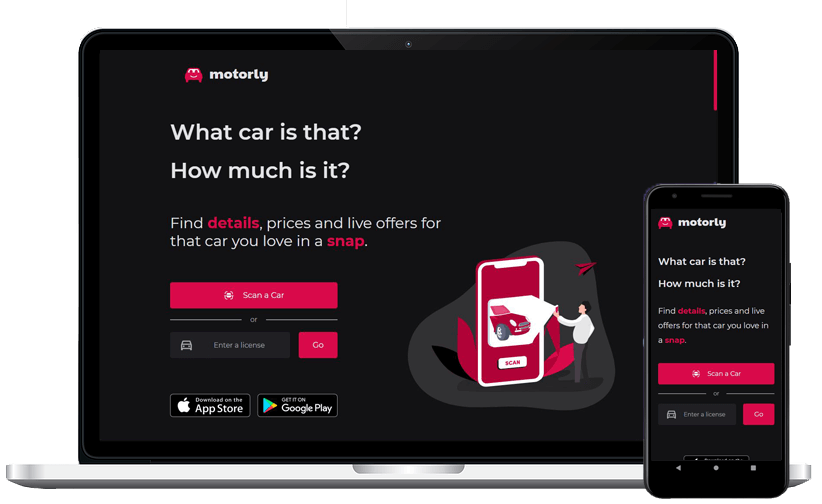 motorly
What car is that?
How much is it?
Find details, prices and live offers for
that car you love in a snap.
Scan a Car
or
Enter a license
Go
Download on the
App Store
GET IT ON
Google Play
SCAN
motorly
What car is that?
How much is it?
Find details, prices and live
offers for that car you love in
a snap.
Scan a Car
or
Enter a license
Go
Download on the